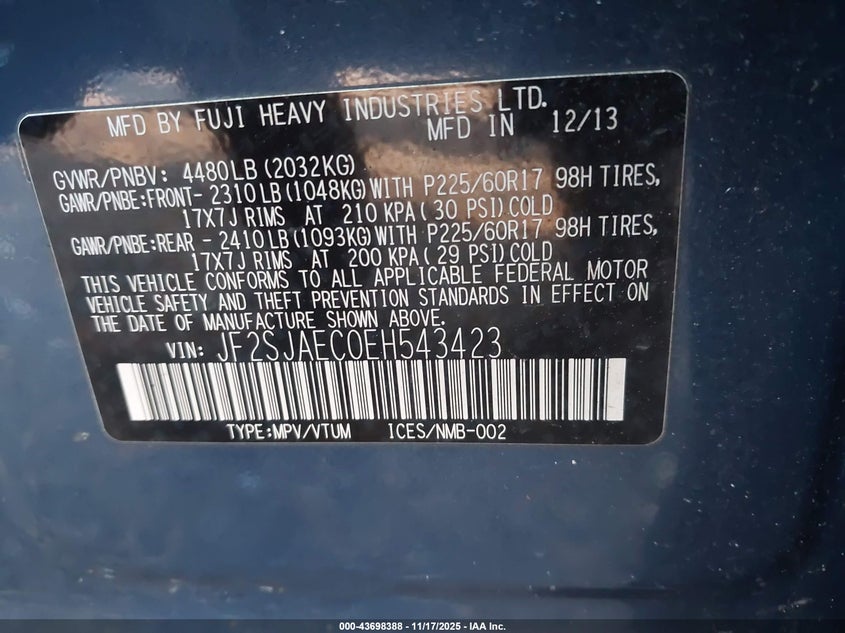 MFD BY FUJI HEAVY INDUSTRIES LTD.
MFD IN 12/13
GVWR/PNBV: 4480LB (2032KG)
GAWR/PNBE:FRONT- 2310LB (1048KG)WITH P225/60R17 98H TIRES,
17X7J RIMS AT 210 KPA( 30 PSI)COLD
GAWR/PNBE:REAR - 2410LB (1093KG)WITH P225/60R17 98H TIRES,
17X7J RIMS AT 200 KPA( 29 PSI)COLD
THIS VEHICLE CONFORMS TO ALL APPLICABLE FEDERAL MOTOR
VEHICLE SAFETY AND THEFT PREVENTION STANDARDS IN EFFECT ON
THE DATE OF MANUFACTURE SHOWN ABOVE.
VIN: JF2SJAEC0EH543423
TYPE:MPV/VTUM ICES/NMB-002
000-43698388 - 11/17/2025 - IAA Inc.